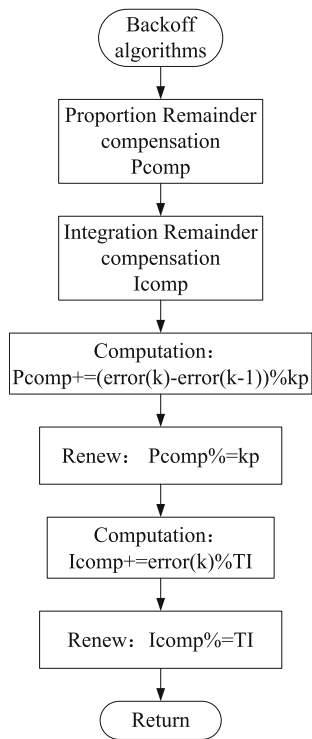 Backoff
algorithms
Proportion Remainder
compensation
Pcomp
Integration Remainder
compensation
Icomp
Computation：
Pcomp+=(error(k)-error(k-1))%kp
Renew： Pcomp%=kp
Computation：
Icomp+=error(k)%TI
Renew：Icomp%=TI
Return